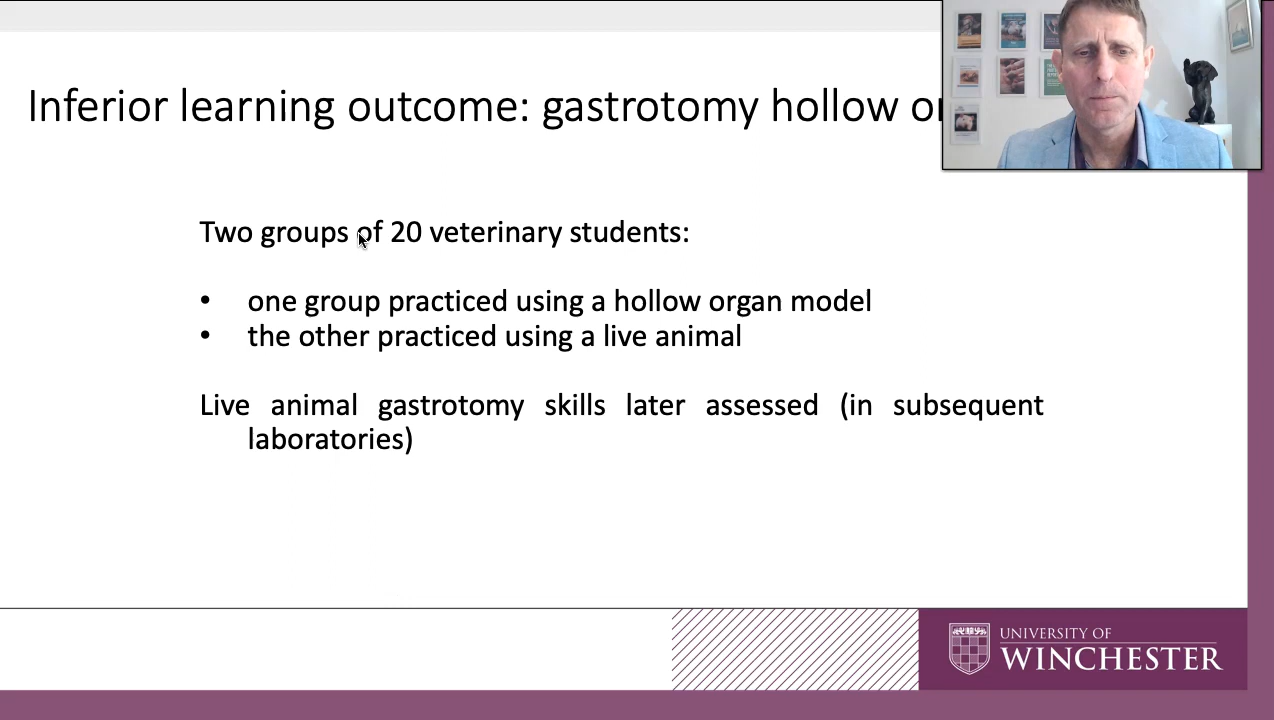 Inferior learning outcome: gastrotomy hollow
Two groups of 20 veterinary students:
• one group practiced using a hollow organ model
• the other practiced using a live animal
Live animal gastrotomy skills later assessed (in subsequent
laboratories)
UNIVERSITY OF
WINCHESTER